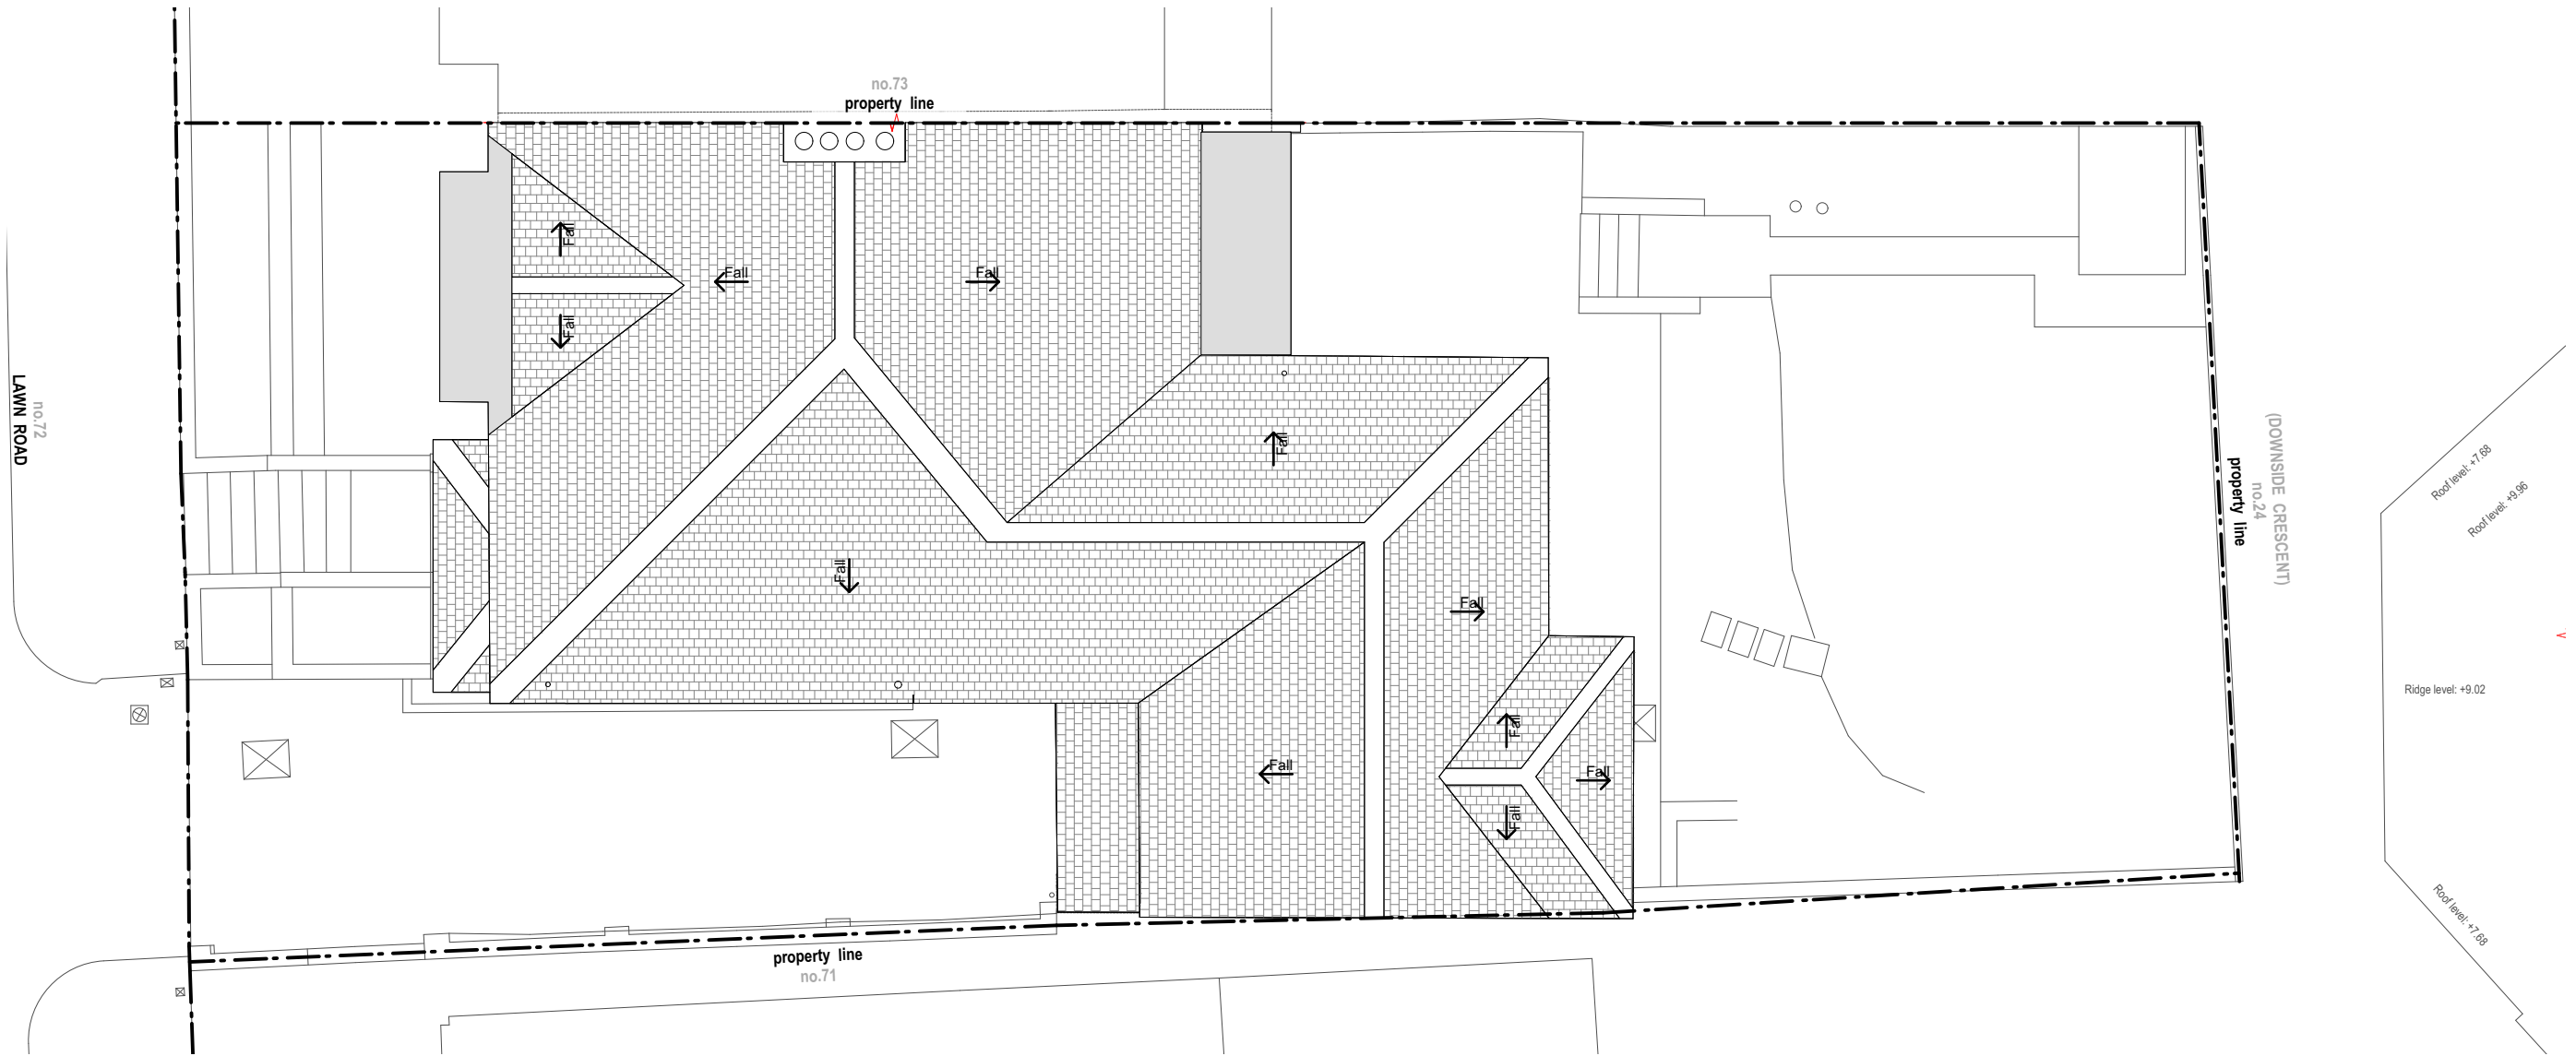 no.73
property line
Fall
Fall
Fall
Fall
LAWN ROAD
no.72
Fall
Fall
Fall
Fall
Fall
Fall
Fall
property line
no.71
(DOWNSIDE CRESCENT)
no.24
property line
Roof level: +7.68
Roof level: +9.96
Ridge level: +9.02
Roof level: +7.68